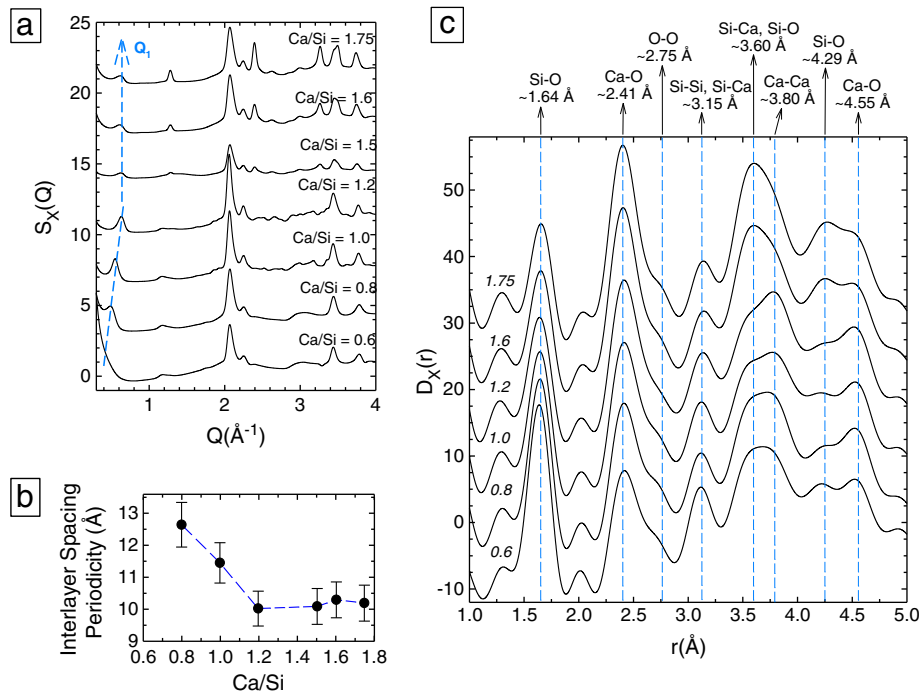 a
S_X(Q)
25
20
15
10
5
0
Q_1
Ca/Si = 1.75
Ca/Si = 1.6
Ca/Si = 1.5
Ca/Si = 1.2
Ca/Si = 1.0
Ca/Si = 0.8
Ca/Si = 0.6
1 2 3 4
Q(Å⁻¹)
b
Interlayer Spacing
Periodicity (Å)
13
12
11
10
9
0.6 0.8 1.0 1.2 1.4 1.6 1.8
Ca/Si
c
Si-O
~1.64 Å
Ca-O
~2.41 Å
O-O
~2.75 Å
Si-Si, Si-Ca
~3.15 Å
Si-Ca, Si-O
~3.60 Å
Ca-Ca
~3.80 Å
Si-O
~4.29 Å
Ca-O
~4.55 Å
D_X(r)
50
40
30
20
10
0
-10
1.75
1.6
1.2
1.0
0.8
0.6
1.0 1.5 2.0 2.5 3.0 3.5 4.0 4.5 5.0
r(Å)